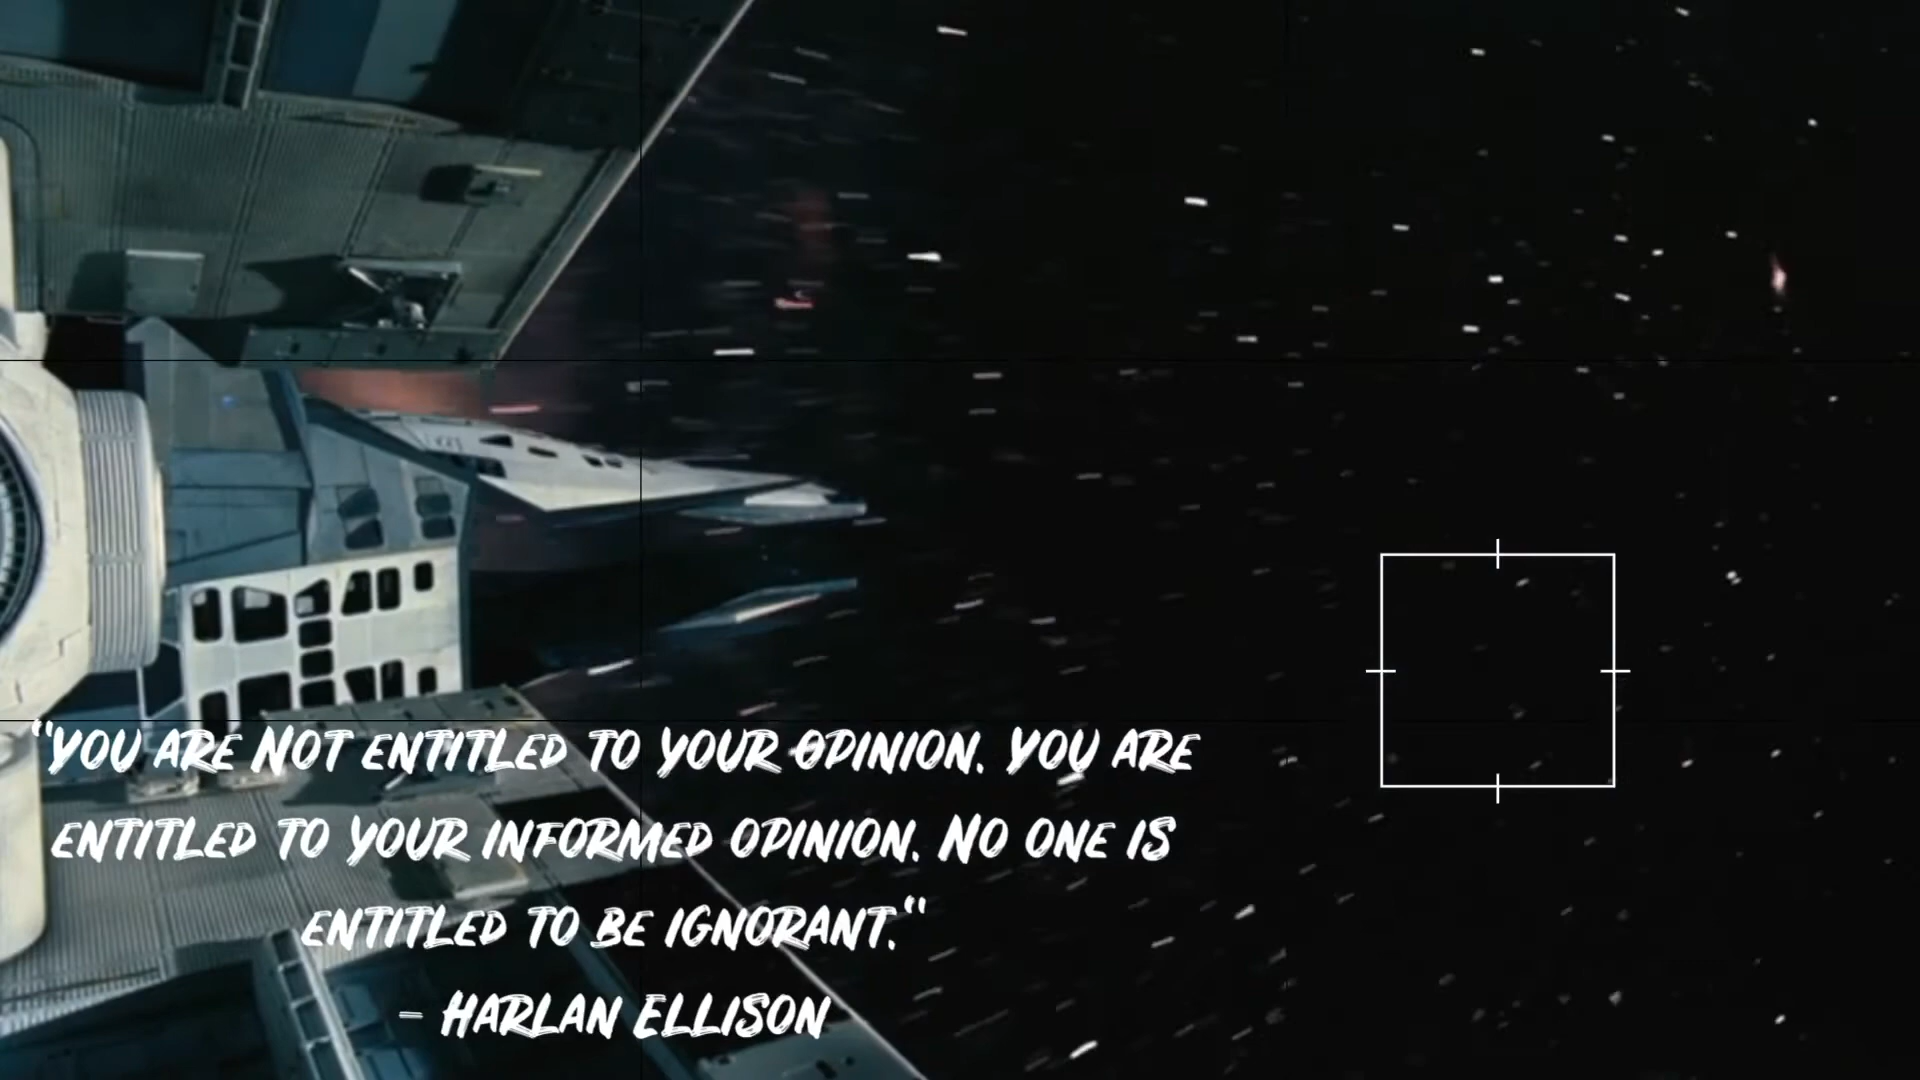 “YOU ARE NOT ENTITLED TO YOUR OPINION. YOU ARE
ENTITLED TO YOUR INFORMED OPINION. NO ONE IS
ENTITLED TO BE IGNORANT.“
– HARLAN ELLISON